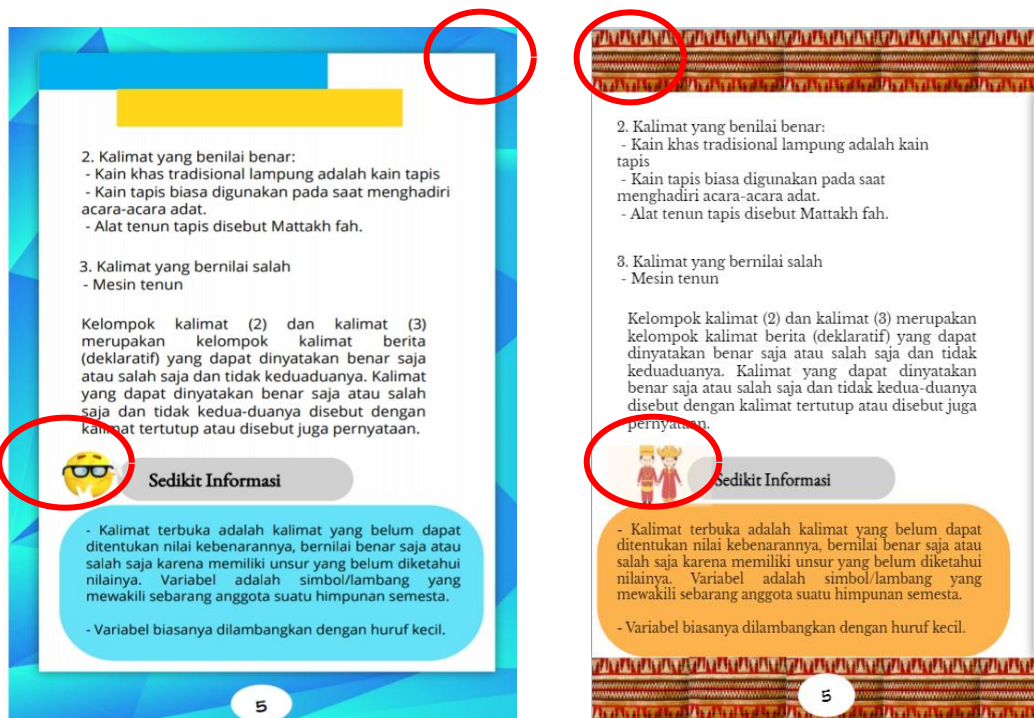 2. Kalimat yang benilai benar:
- Kain khas tradisional lampung adalah kain tapis
- Kain tapis biasa digunakan pada saat menghadiri
acara-acara adat.
- Alat tenun tapis disebut Mattakh fah.
3. Kalimat yang bernilai salah
- Mesin tenun
Kelompok kalimat (2) dan kalimat (3)
merupakan kelompok kalimat berita
(deklaratif) yang dapat dinyatakan benar saja
atau salah saja dan tidak keduaduanya. Kalimat
yang dapat dinyatakan benar saja atau salah
saja dan tidak kedua-duanya disebut dengan
kalimat tertutup atau disebut juga pernyataan.
Sedikit Informasi
- Kalimat terbuka adalah kalimat yang belum dapat
ditentukan nilai kebenarannya, bernilai benar saja atau
salah saja karena memiliki unsur yang belum diketahui
nilainya. Variabel adalah simbol/lambang yang
mewakili sebarang anggota suatu himpunan semesta.
- Variabel biasanya dilambangkan dengan huruf kecil.
5
2. Kalimat yang benilai benar:
- Kain khas tradisional lampung adalah kain
tapis
- Kain tapis biasa digunakan pada saat
menghadiri acara-acara adat.
- Alat tenun tapis disebut Mattakh fah.
3. Kalimat yang bernilai salah
- Mesin tenun
Kelompok kalimat (2) dan kalimat (3) merupakan
kelompok kalimat berita (deklaratif) yang dapat
dinyatakan benar saja atau salah saja dan tidak
keduaduanya. Kalimat yang dapat dinyatakan
benar saja atau salah saja dan tidak kedua-duanya
disebut dengan kalimat tertutup atau disebut juga
pernyataan.
Sedikit Informasi
- Kalimat terbuka adalah kalimat yang belum dapat
ditentukan nilai kebenarannya, bernilai benar saja atau
salah saja karena memiliki unsur yang belum diketahui
nilainya. Variabel adalah simbol/lambang yang
mewakili sebarang anggota suatu himpunan semesta.
- Variabel biasanya dilambangkan dengan huruf kecil.
5